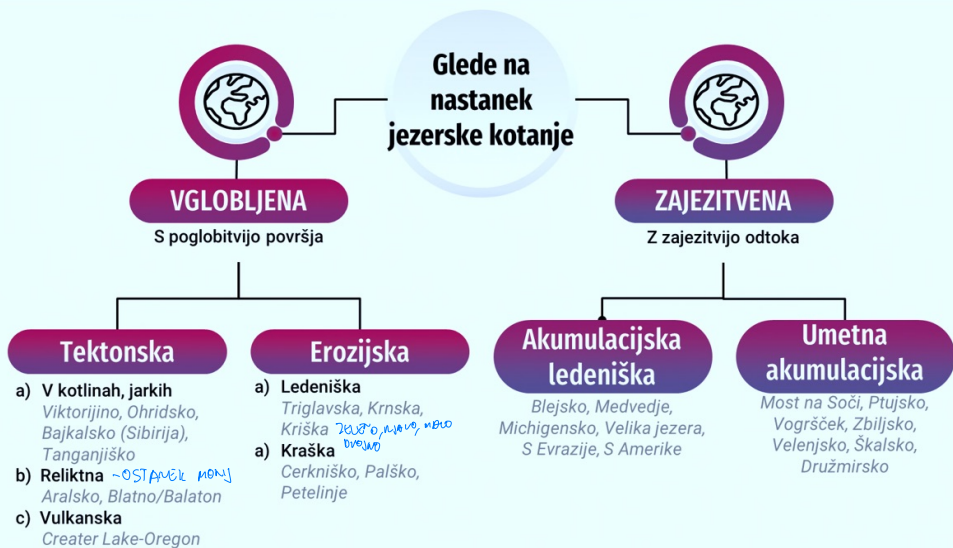 Glede na
nastanek
jezerske kotanje
VGLOBLJENA
S poglobitvijo površja
ZAJEZITVENA
Z zajezitvijo odtoka
Tektonska
a) V kotlinah, jarkih
Viktorijino, Ohridsko,
Bajkalsko (Sibirija),
Tanganjiško
b) Reliktna - OSTANEK MORIJ
Aralsko, Blatno/Balaton
c) Vulkanska
Creater Lake-Oregon
Erozijska
a) Ledeniška
Triglavska, Krnska,
Kriška
a) Kraška
Cerkniško, Palško,
Petelinje
Akumulacijska
ledeniška
Blejsko, Medvedje,
Michigensko, Velika jezera,
S Evrazije, S Amerike
Umetna
akumulacijska
Most na Soči, Ptujsko,
Vogršček, Zbiljsko,
Velenjsko, Škalsko,
Družmirsko